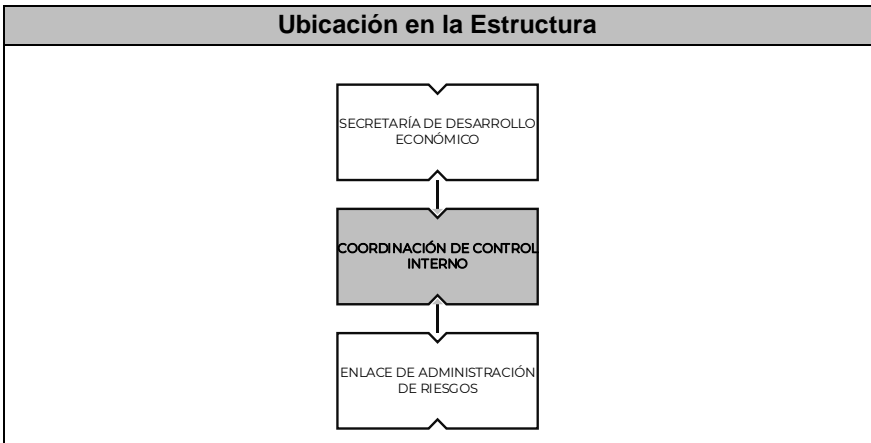 Ubicación en la Estructura
SECRETARÍA DE DESARROLLO
ECONÓMICO
COORDINACIÓN DE CONTROL
INTERNO
ENLACE DE ADMINISTRACIÓN
DE RIESGOS